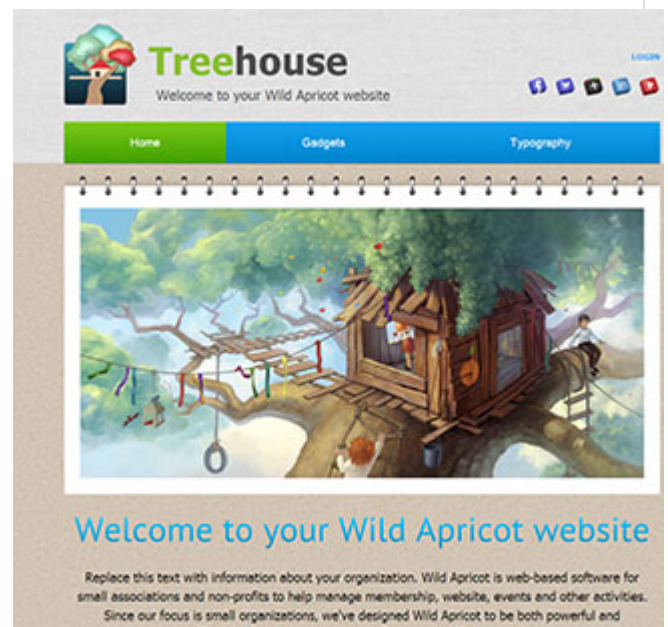 Treehouse
Welcome to your Wild Apricot website
LOGIN
Home
Gadgets
Typography
Welcome to your Wild Apricot website
Replace this text with information about your organization. Wild Apricot is web-based software for
small associations and non-profits to help manage membership, website, events and other activities.
Since our focus is small organizations, we've designed Wild Apricot to be both powerful and